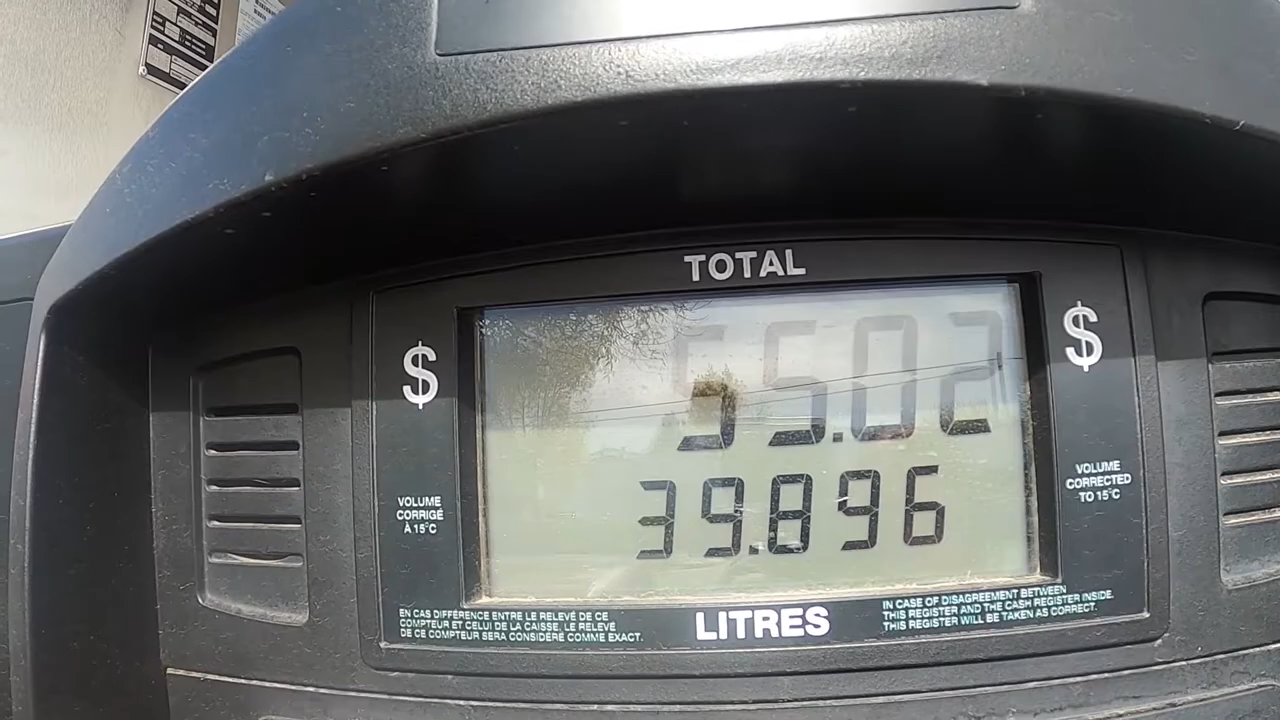 TOTAL
$ 55.02 $
39.896
VOLUME
CORRIGÉ
À 15°C
VOLUME
CORRECTED
TO 15°C
EN CAS DIFFÉRENCE ENTRE LE RELEVÉ DE CE
COMPTEUR ET CELUI DE LA CAISSE, LE RELEVÉ
DE CE COMPTEUR SERA CONSIDÉRÉ COMME EXACT.
LITRES
IN CASE OF DISAGREEMENT BETWEEN
THIS REGISTER AND THE CASH REGISTER INSIDE.
THIS REGISTER WILL BE TAKEN AS CORRECT.